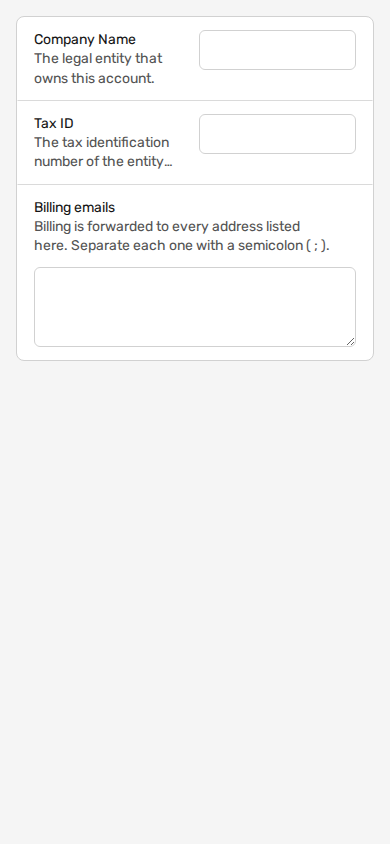 Company Name
The legal entity that
owns this account.
Tax ID
The tax identification
number of the entity…
Billing emails
Billing is forwarded to every address listed
here. Separate each one with a semicolon ( ; ).